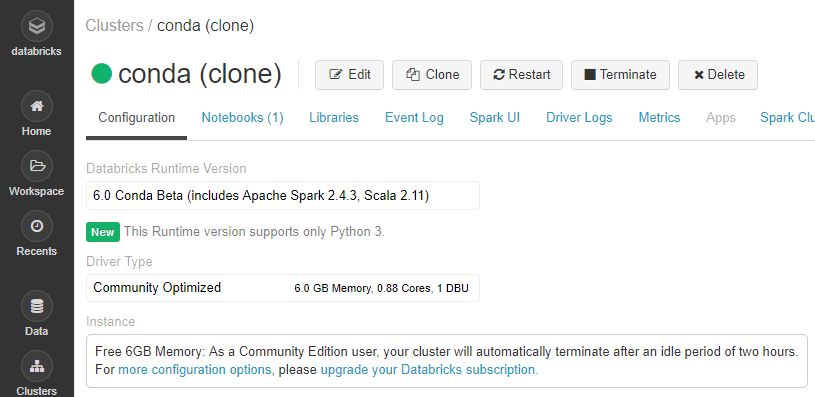 databricks
Home
Workspace
Recents
Data
Clusters
Clusters / conda (clone)
conda (clone)
Edit
Clone
Restart
Terminate
Delete
Configuration Notebooks (1) Libraries Event Log Spark UI Driver Logs Metrics Apps Spark Clu
Databricks Runtime Version
6.0 Conda Beta (includes Apache Spark 2.4.3, Scala 2.11)
New This Runtime version supports only Python 3.
Driver Type
Community Optimized 6.0 GB Memory, 0.88 Cores, 1 DBU
Instance
Free 6GB Memory: As a Community Edition user, your cluster will automatically terminate after an idle period of two hours.
For more configuration options, please upgrade your Databricks subscription.